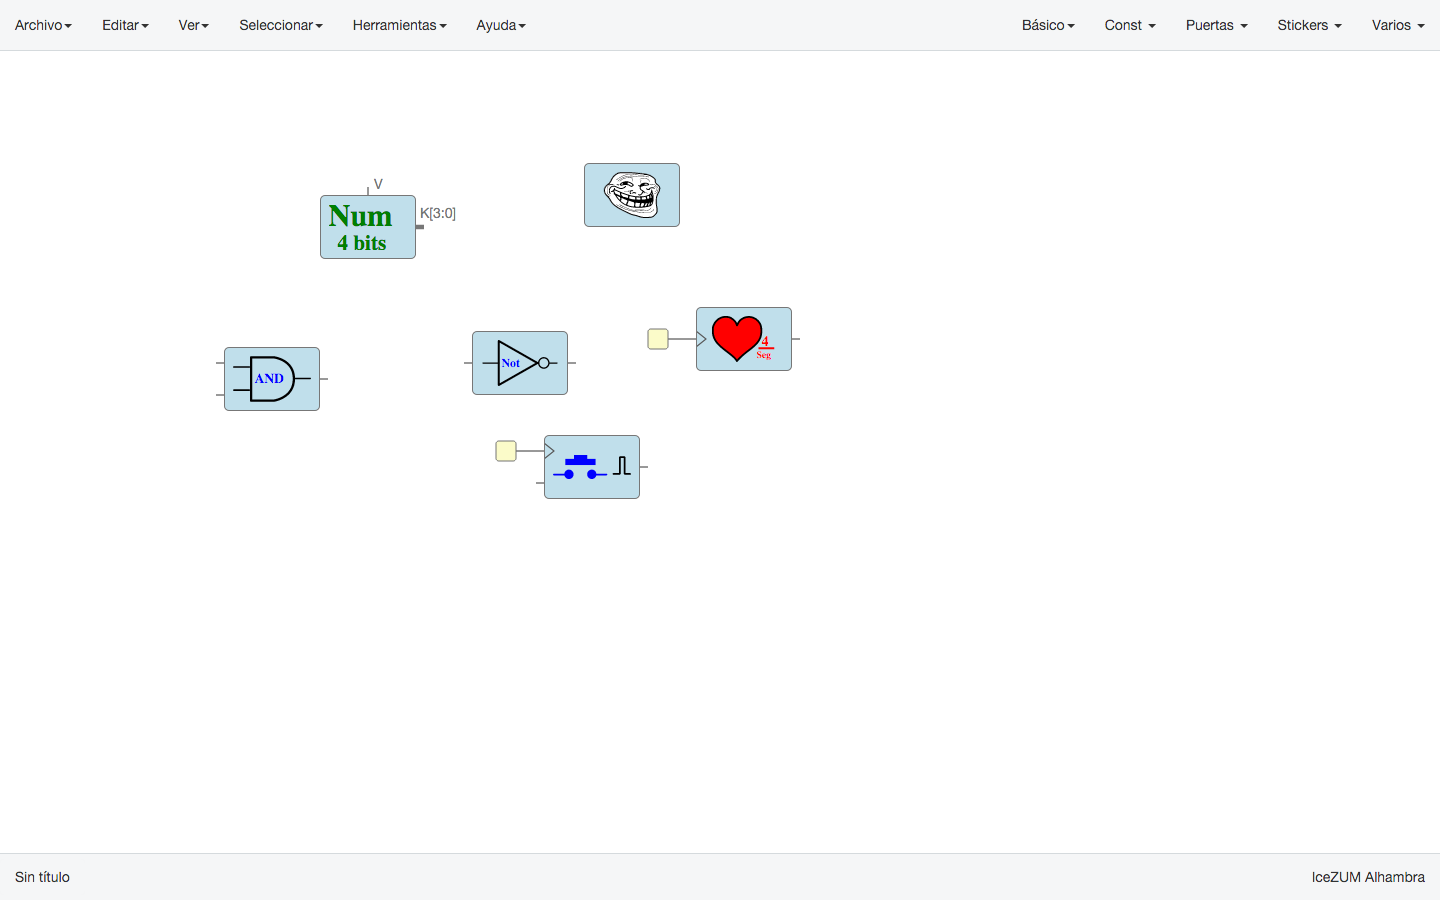 Archivo Editar Ver Seleccionar Herramientas Ayuda Básico Const Puertas Stickers Varios
V
K[3:0]
Num
4 bits
4
Seg
Not
AND
Sin título IceZUM Alhambra